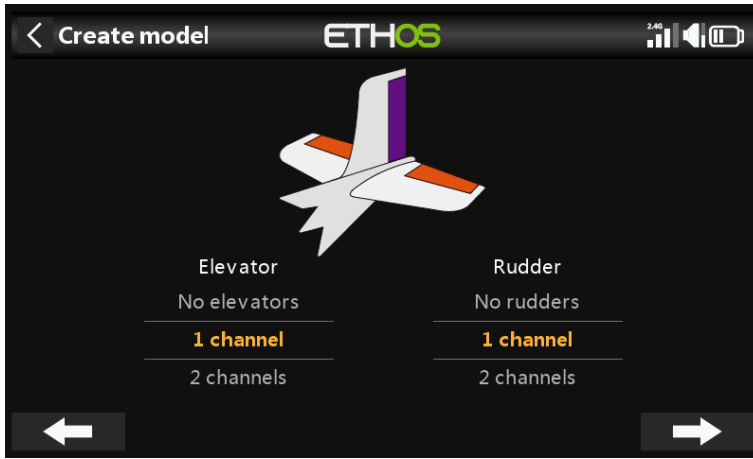 Create model
ETHOS
2.4G
Elevator
Rudder
No elevators
No rudders
1 channel
1 channel
2 channels
2 channels